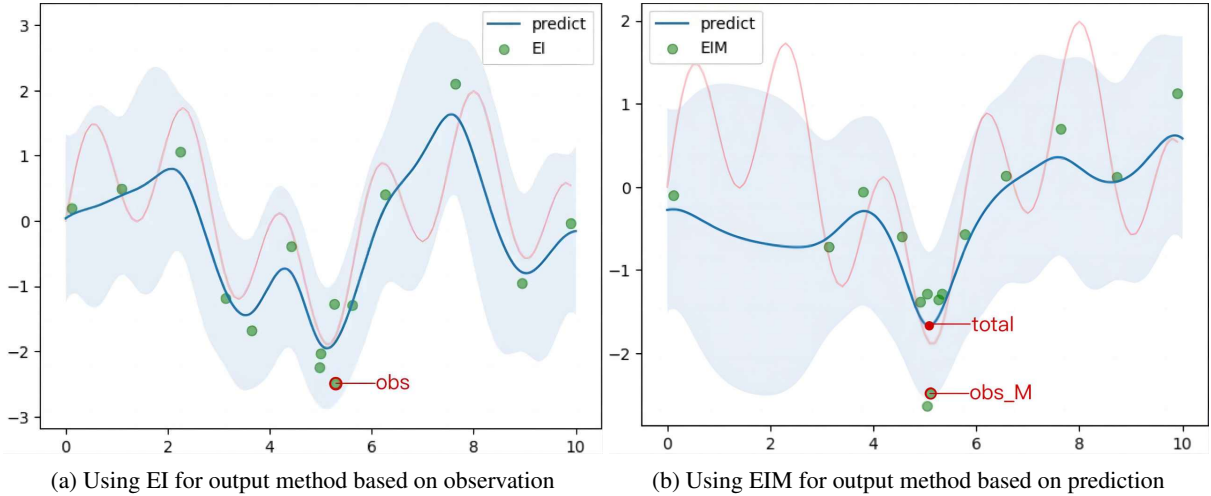 predict
EI
3
2
1
0
−1
−2
−3
0
2
4
6
8
10
obs
(a) Using EI for output method based on observation
predict
EIM
2
1
0
−1
−2
0
2
4
6
8
10
total
obs_M
(b) Using EIM for output method based on prediction